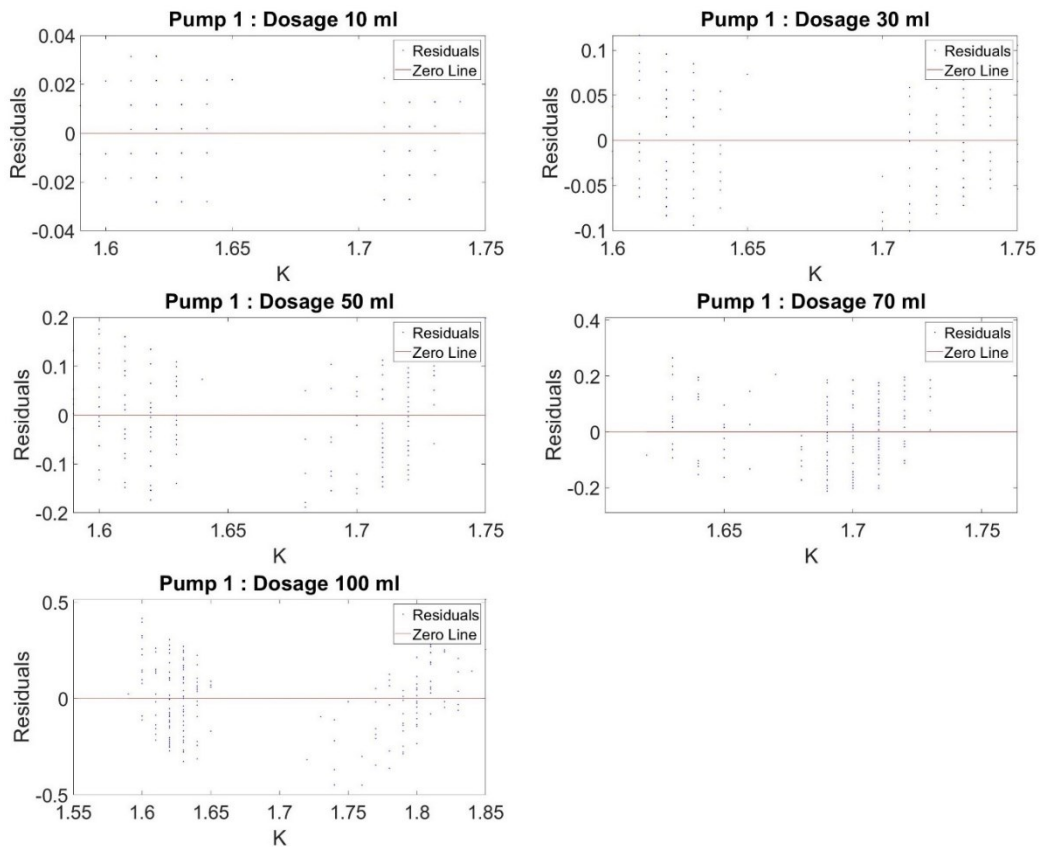 Pump 1 : Dosage 10 ml
0.04
0.02
0
-0.02
-0.04
Residuals
1.6
1.65
1.7
1.75
K
Residuals
Zero Line
Pump 1 : Dosage 30 ml
0.1
0.05
0
-0.05
-0.1
Residuals
1.6
1.65
1.7
1.75
K
Residuals
Zero Line
Pump 1 : Dosage 50 ml
0.2
0.1
0
-0.1
-0.2
Residuals
1.6
1.65
1.7
1.75
K
Residuals
Zero Line
Pump 1 : Dosage 70 ml
0.4
0.2
0
-0.2
Residuals
1.65
1.7
1.75
K
Residuals
Zero Line
Pump 1 : Dosage 100 ml
0.5
0
-0.5
Residuals
1.55
1.6
1.65
1.7
1.75
1.8
1.85
K
Residuals
Zero Line